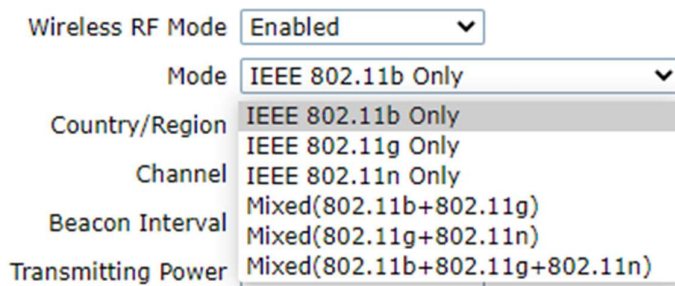 Wireless RF Mode Enabled
Mode IEEE 802.11b Only
Country/Region IEEE 802.11b Only
IEEE 802.11g Only
Channel IEEE 802.11n Only
Mixed(802.11b+802.11g)
Beacon Interval Mixed(802.11g+802.11n)
Transmitting Power Mixed(802.11b+802.11g+802.11n)